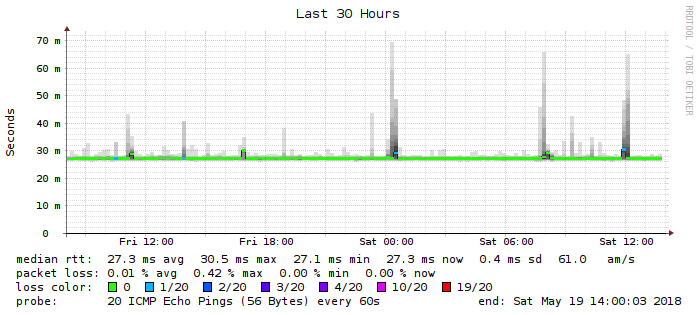 Last 30 Hours
RRDTOOL / TOBI OETIKER
Seconds
70 m
60 m
50 m
40 m
30 m
20 m
10 m
0
Fri 12:00 Fri 18:00 Sat 00:00 Sat 06:00 Sat 12:00
median rtt: 27.3 ms avg 30.5 ms max 27.1 ms min 27.3 ms now 0.4 ms sd 61.0 am/s
packet loss: 0.01 % avg 0.42 % max 0.00 % min 0.00 % now
loss color: 0 1/20 2/20 3/20 4/20 10/20 19/20
probe: 20 ICMP Echo Pings (56 Bytes) every 60s end: Sat May 19 14:00:03 2018